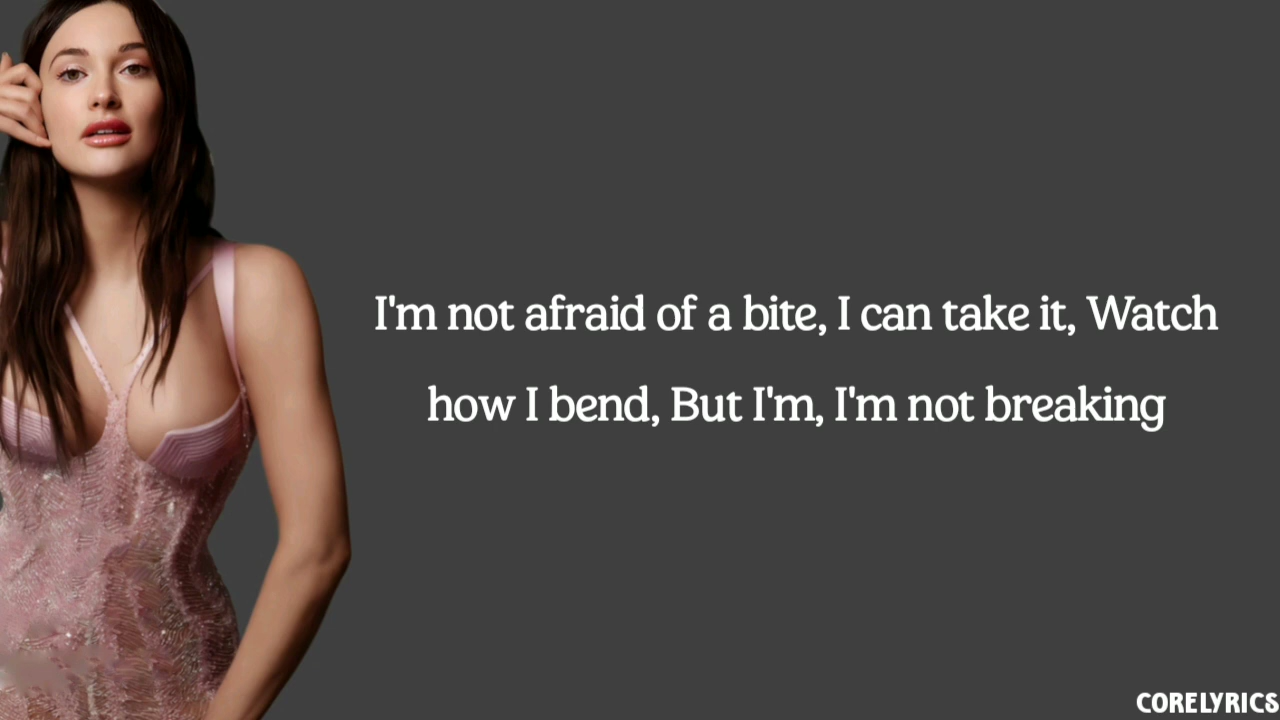 I'm not afraid of a bite, I can take it, Watch
how I bend, But I'm, I'm not breaking
CORELYRICS